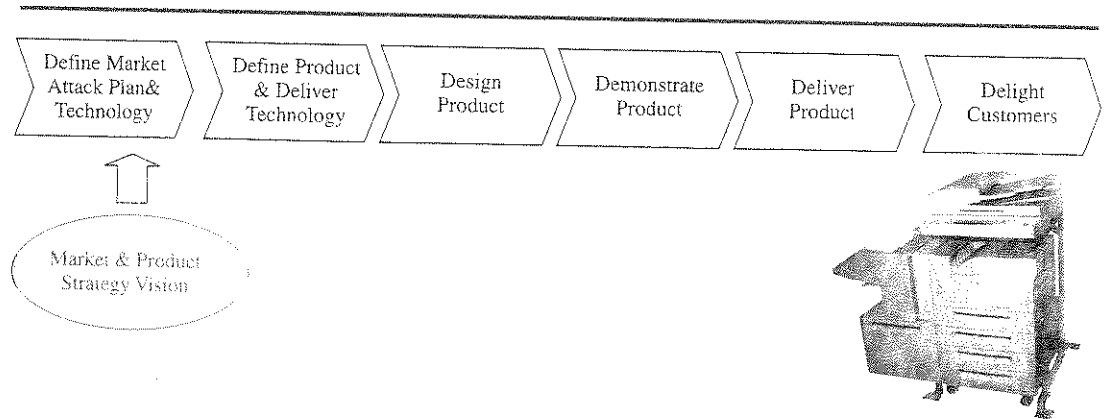 Define Market
Attack Plan&
Technology
Define Product
& Deliver
Technology
Design
Product
Demonstrate
Product
Deliver
Product
Delight
Customers
Market & Product
Strategy Vision